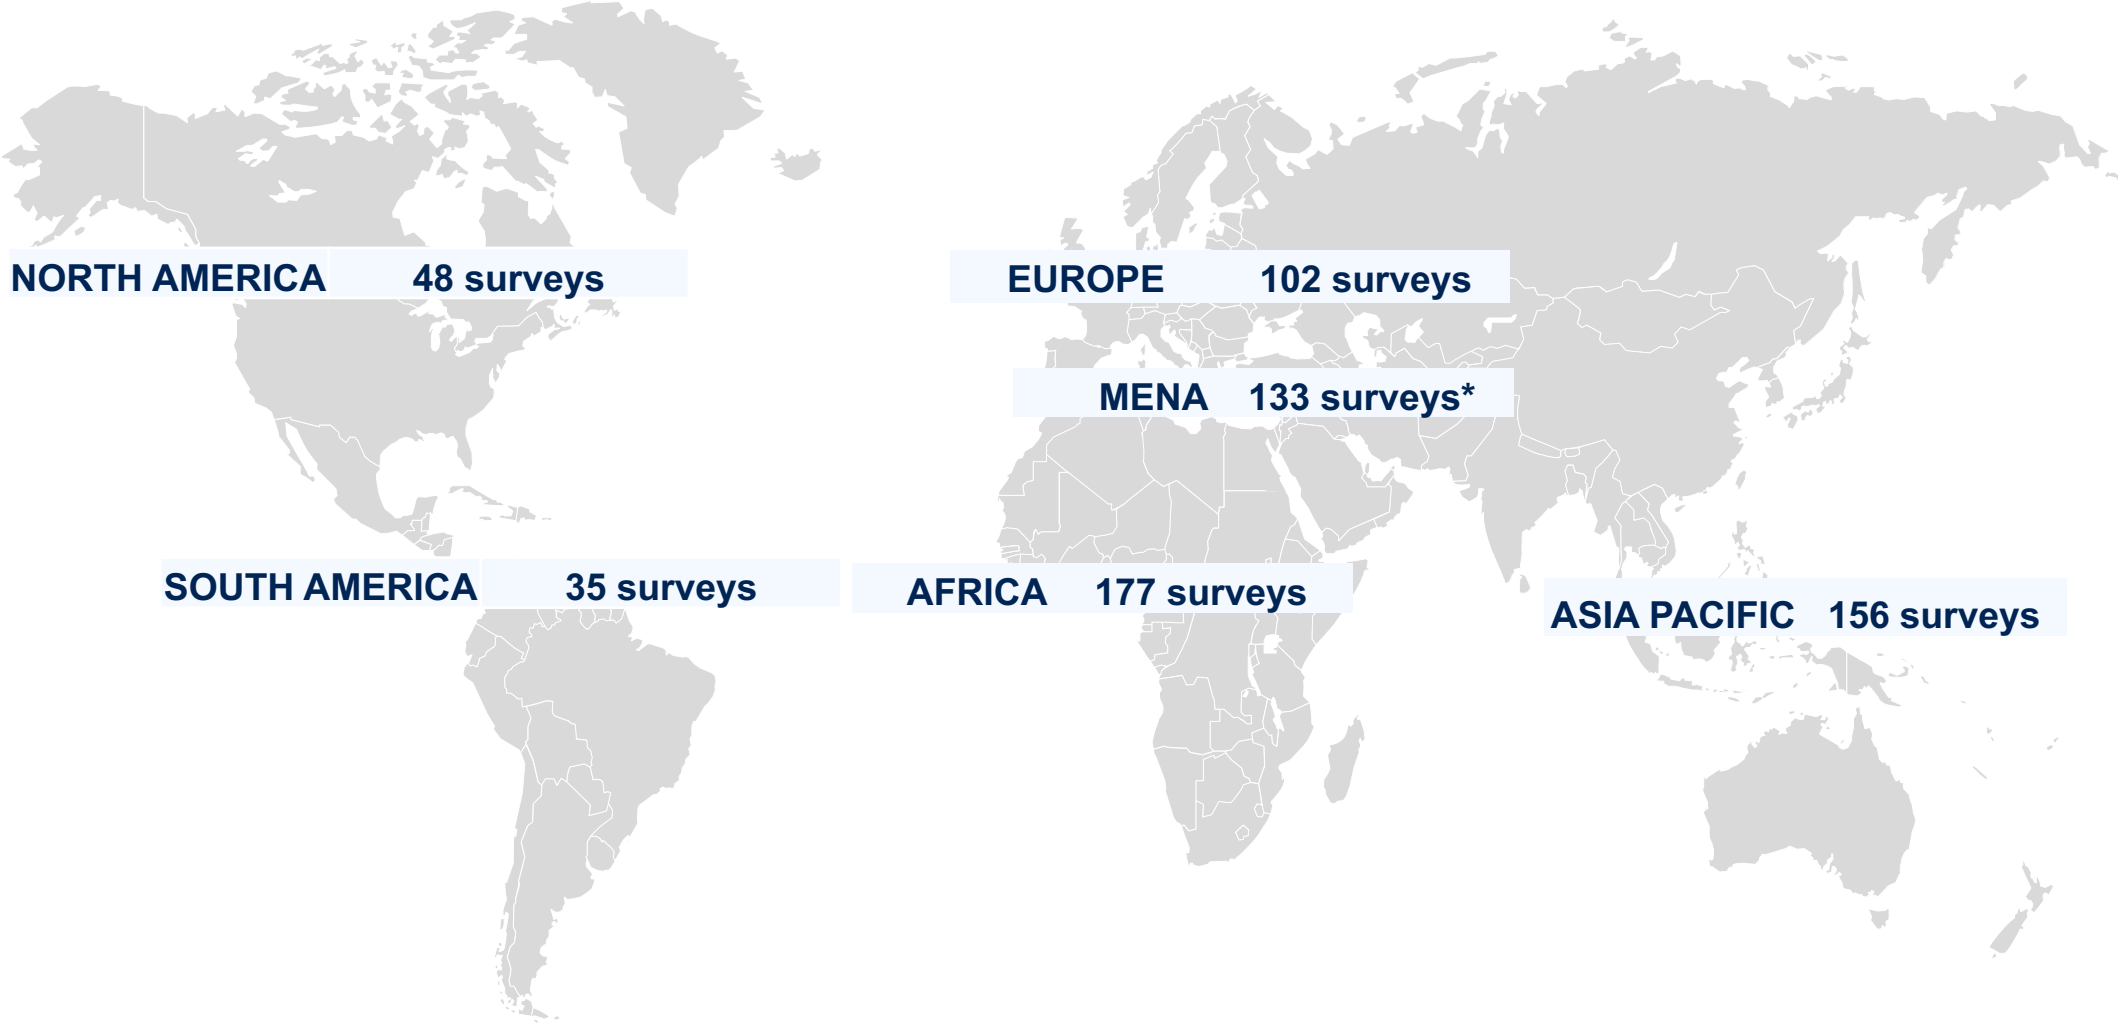 NORTH AMERICA 48 surveys
EUROPE 102 surveys
MENA 133 surveys*
SOUTH AMERICA 35 surveys
AFRICA 177 surveys
ASIA PACIFIC 156 surveys